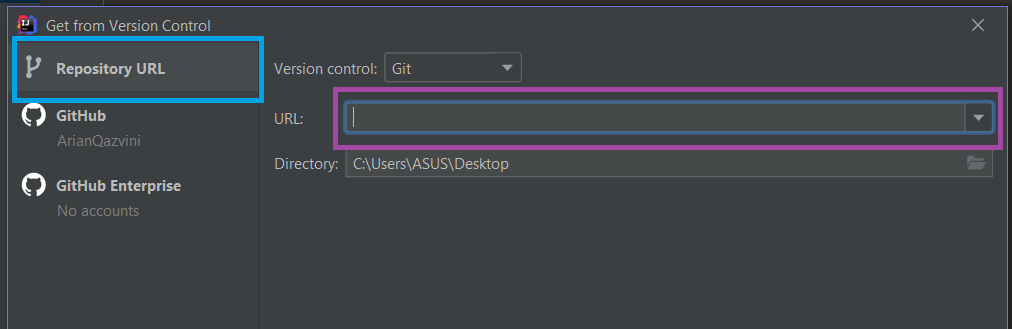 Get from Version Control
Repository URL
Version control: Git
GitHub
ArianQazvini
URL:
Directory: C:\Users\ASUS\Desktop
GitHub Enterprise
No accounts